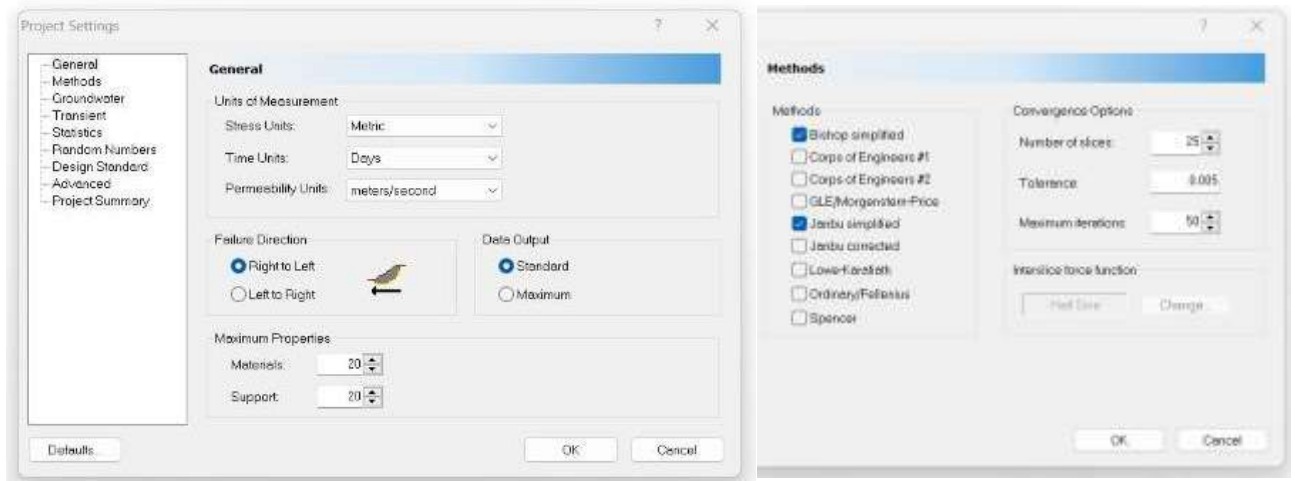 Project Settings
?
General
Methods
Groundwater
Transient
Statistics
Random Numbers
Design Standard
Advanced
Project Summary
General
Units of Measurement
Stress Units: Metric
Time Units: Days
Permeability Units: meters/second
Failure Direction
Right to Left
Left to Right
Data Output
Standard
Maximum
Maximum Properties
Materials: 20
Support: 20
Defaults...
OK
Cancel
?
Methods
Methods
Bishop simplified
Corps of Engineers #1
Corps of Engineers #2
GLE/Morgenstern-Price
Janbu simplified
Janbu corrected
Lowe-Karafiath
Ordinary/Fellenius
Spencer
Convergence Options
Number of slices: 25
Tolerance: 0.005
Maximum iterations: 50
Interslice force function
Half Sine
Change...
OK
Cancel